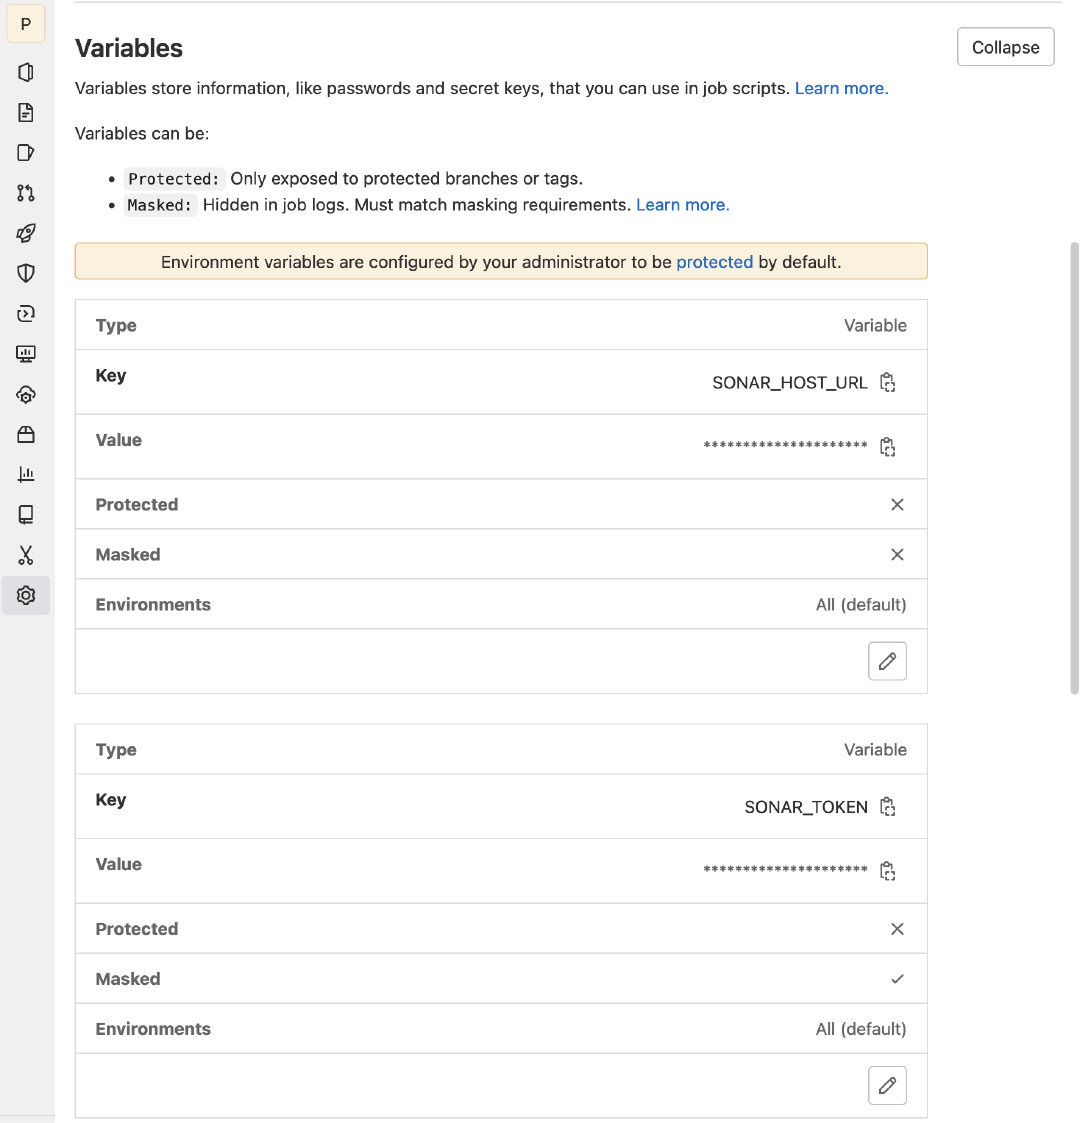 P
Variables
Collapse
Variables store information, like passwords and secret keys, that you can use in job scripts. Learn more.
Variables can be:
• Protected: Only exposed to protected branches or tags.
• Masked: Hidden in job logs. Must match masking requirements. Learn more.
Environment variables are configured by your administrator to be protected by default.
Type Variable
Key SONAR_HOST_URL
Value *********************
Protected
Masked
Environments All (default)
Type Variable
Key SONAR_TOKEN
Value *********************
Protected
Masked
Environments All (default)